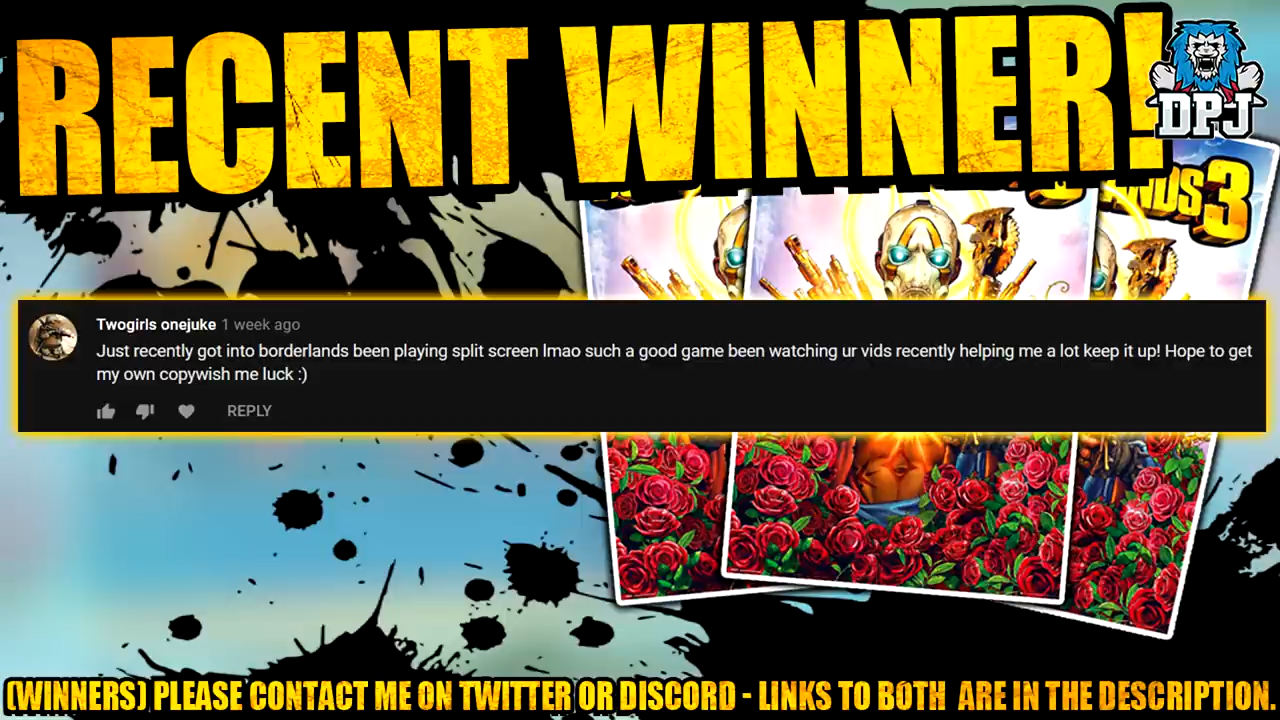 RECENT WINNER!
DPJ
ANDS 3
Twogirls onejuke 1 week ago
Just recently got into borderlands been playing split screen lmao such a good game been watching ur vids recently helping me a lot keep it up! Hope to get
my own copywish me luck :)
REPLY
(WINNERS) PLEASE CONTACT ME ON TWITTER OR DISCORD - LINKS TO BOTH ARE IN THE DESCRIPTION.